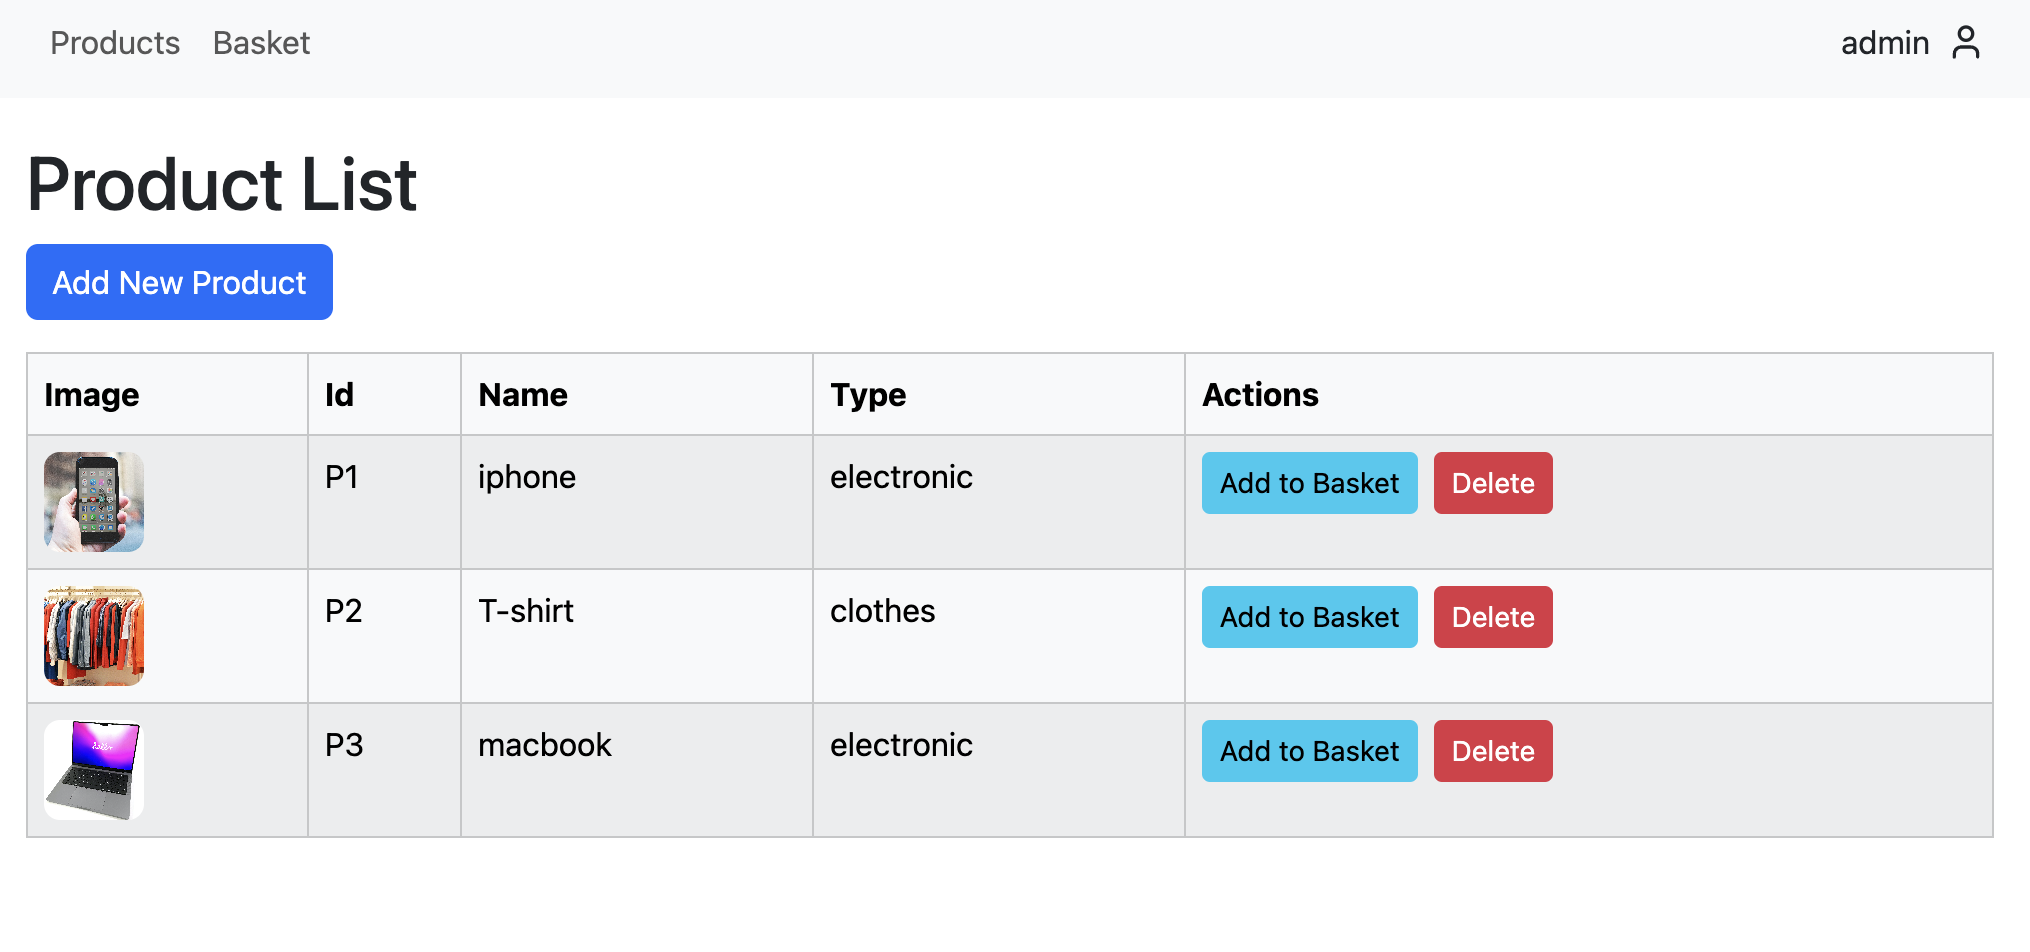 Products Basket admin
Product List
Add New Product
Image Id Name Type Actions
P1 iphone electronic Add to Basket Delete
P2 T-shirt clothes Add to Basket Delete
P3 macbook electronic Add to Basket Delete